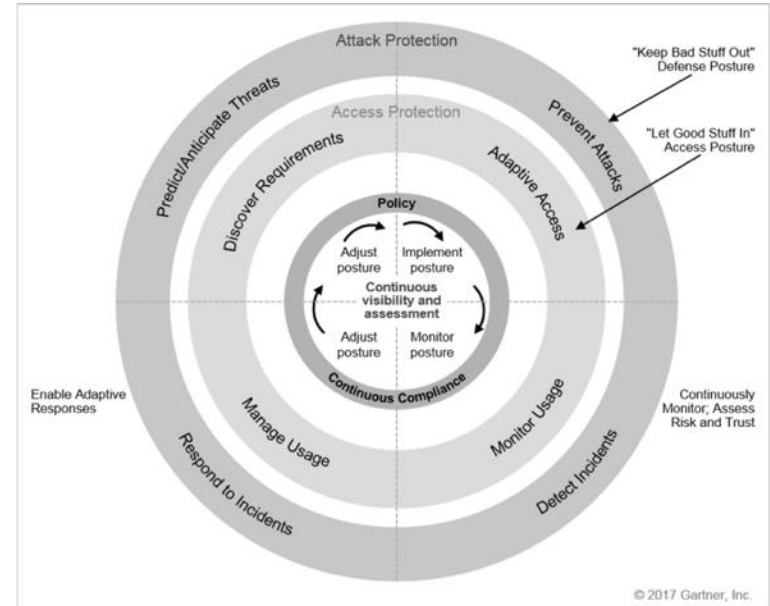 Attack Protection
"Keep Bad Stuff Out"
Defense Posture
Predict/Anticipate Threats
Prevent Attacks
Access Protection
"Let Good Stuff In"
Access Posture
Discover Requirements
Adaptive Access
Policy
Adjust
posture
Implement
posture
Continuous
visibility and
assessment
Adjust
posture
Monitor
posture
Continuous Compliance
Enable Adaptive
Responses
Manage Usage
Monitor Usage
Continuously
Monitor; Assess
Risk and Trust
Respond to Incidents
Detect Incidents
© 2017 Gartner, Inc.